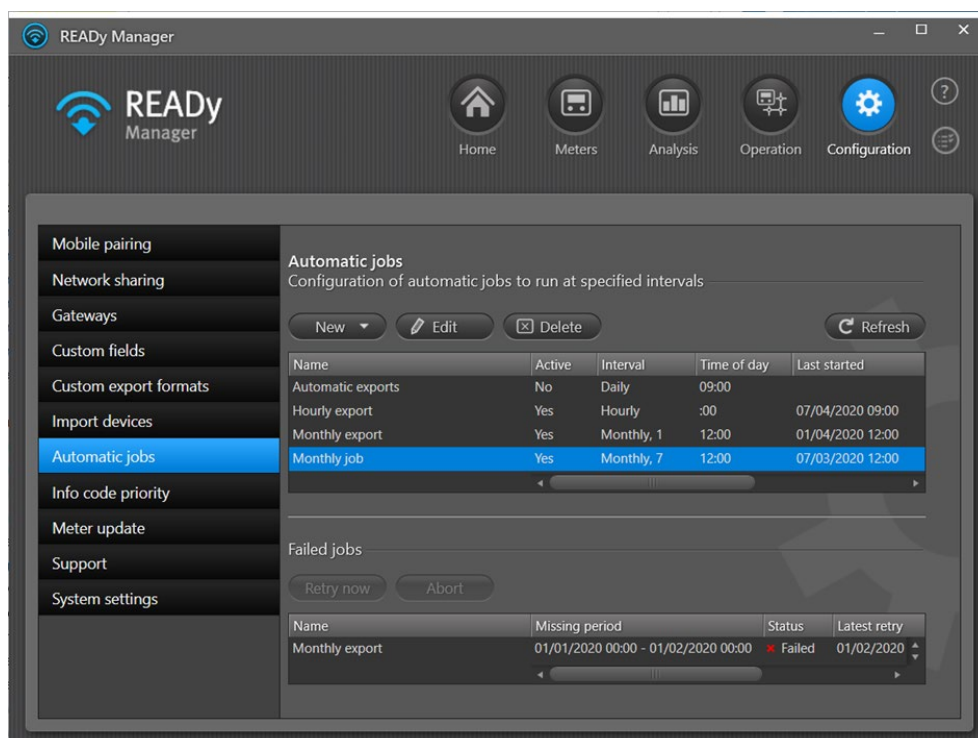 READy Manager
READy
Manager
Home Meters Analysis Operation Configuration
?
Mobile pairing
Network sharing
Gateways
Custom fields
Custom export formats
Import devices
Automatic jobs
Info code priority
Meter update
Support
System settings
Automatic jobs
Configuration of automatic jobs to run at specified intervals
New Edit Delete Refresh
Name Active Interval Time of day Last started
Automatic exports No Daily 09:00
Hourly export Yes Hourly :00 07/04/2020 09:00
Monthly export Yes Monthly, 1 12:00 01/04/2020 12:00
Monthly job Yes Monthly, 7 12:00 07/03/2020 12:00
Failed jobs
Retry now Abort
Name Missing period Status Latest retry
Monthly export 01/01/2020 00:00 - 01/02/2020 00:00 Failed 01/02/2020